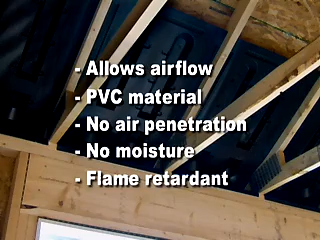 - Allows airflow
- PVC material
- No air penetration
- No moisture
- Flame retardant